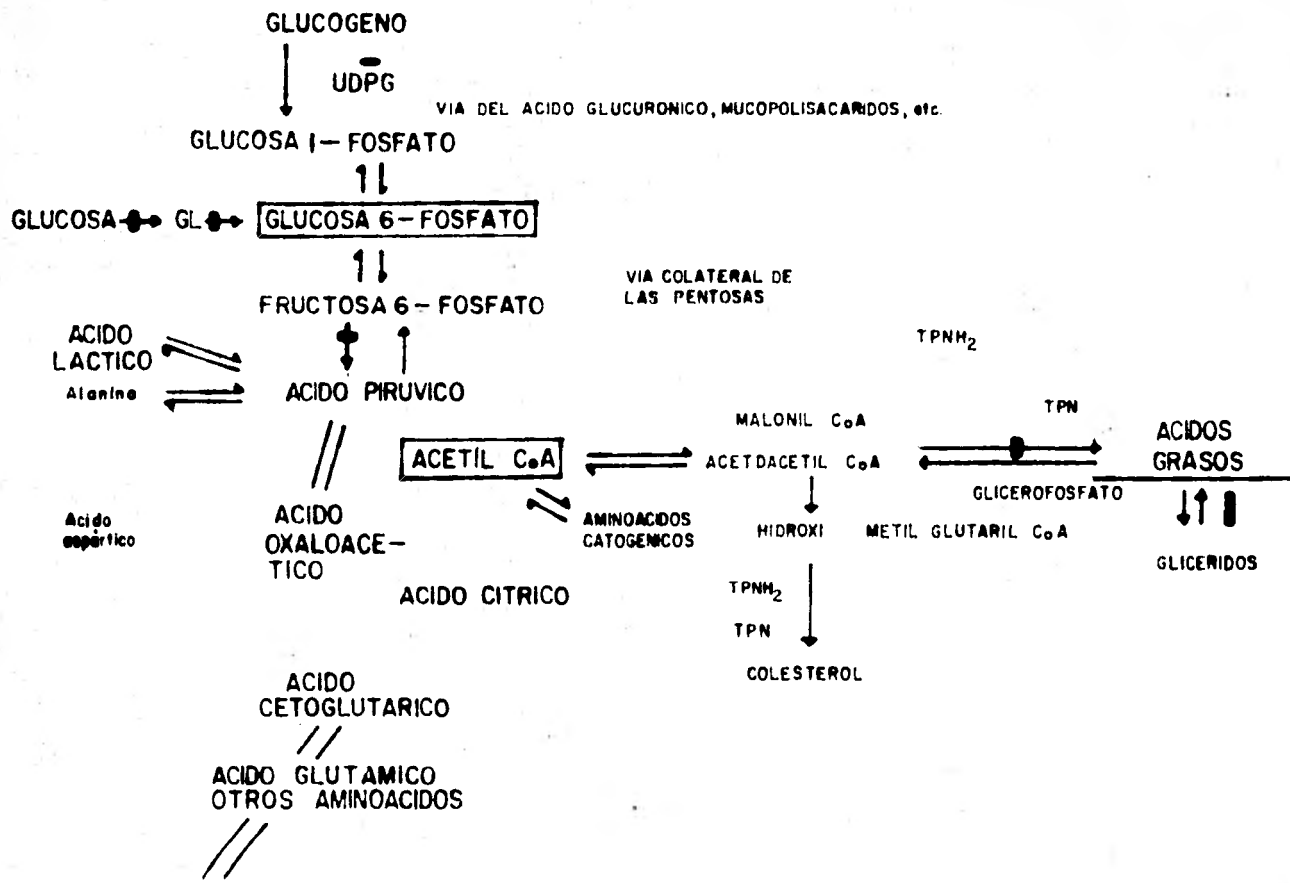 GLUCOGENO
UDPG
VIA DEL ACIDO GLUCURONICO, MUCOPOLISACARIDOS, etc.
GLUCOSA 1-FOSFATO
GLUCOSA
GL
GLUCOSA 6-FOSFATO
FRUCTOSA 6-FOSFATO
VIA COLATERAL DE
LAS PENTOSAS
ACIDO
LACTICO
TPNH2
Alanina
ACIDO PIRUVICO
TPN
MALONIL CoA
ACETIL CoA
ACETDACETIL CoA
ACIDOS
GRASOS
GLICEROFOSFATO
Acido
aspártico
ACIDO
OXALOACE-
TICO
AMINOACIDOS
CATOGENICOS
HIDROXI METIL GLUTARIL CoA
GLICERIDOS
ACIDO CITRICO
TPNH2
TPN
COLESTEROL
ACIDO
CETOGLUTARICO
ACIDO GLUTAMICO
OTROS AMINOACIDOS